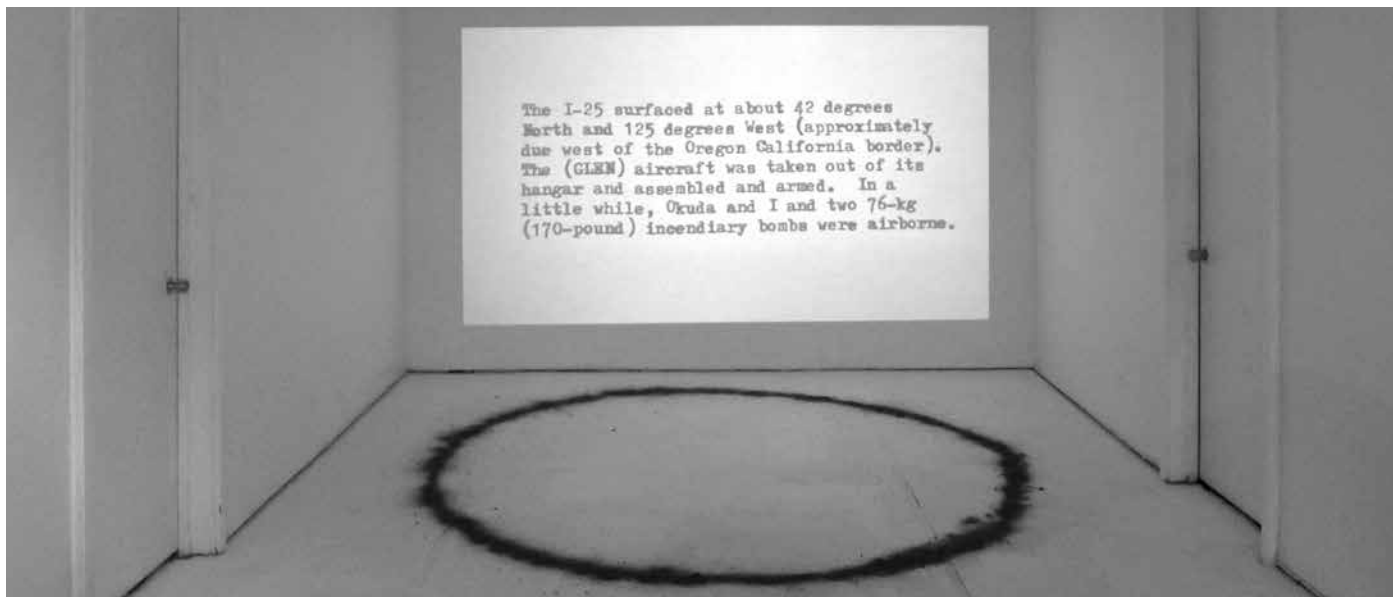 The I-25 surfaced at about 42 degrees
North and 125 degrees West (approximately
due west of the Oregon California border).
The (GLEN) aircraft was taken out of its
hangar and assembled and armed. In a
little while, Okuda and I and two 76-kg
(170-pound) incendiary bombs were airborne.